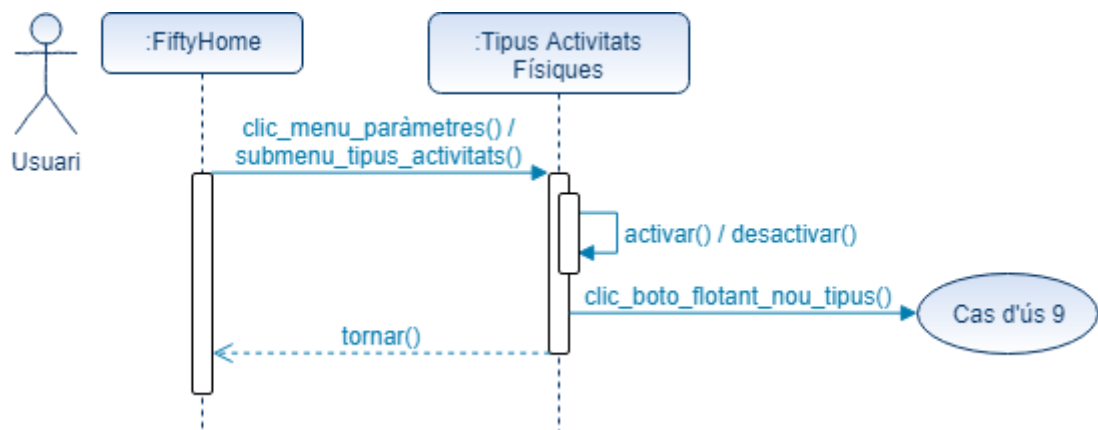 :FiftyHome
:Tipus Activitats
Físiques
Usuari
clic_menu_paràmetres() /
submenu_tipus_activitats()
activar() / desactivar()
clic_boto_flotant_nou_tipus()
Cas d'ús 9
tornar()